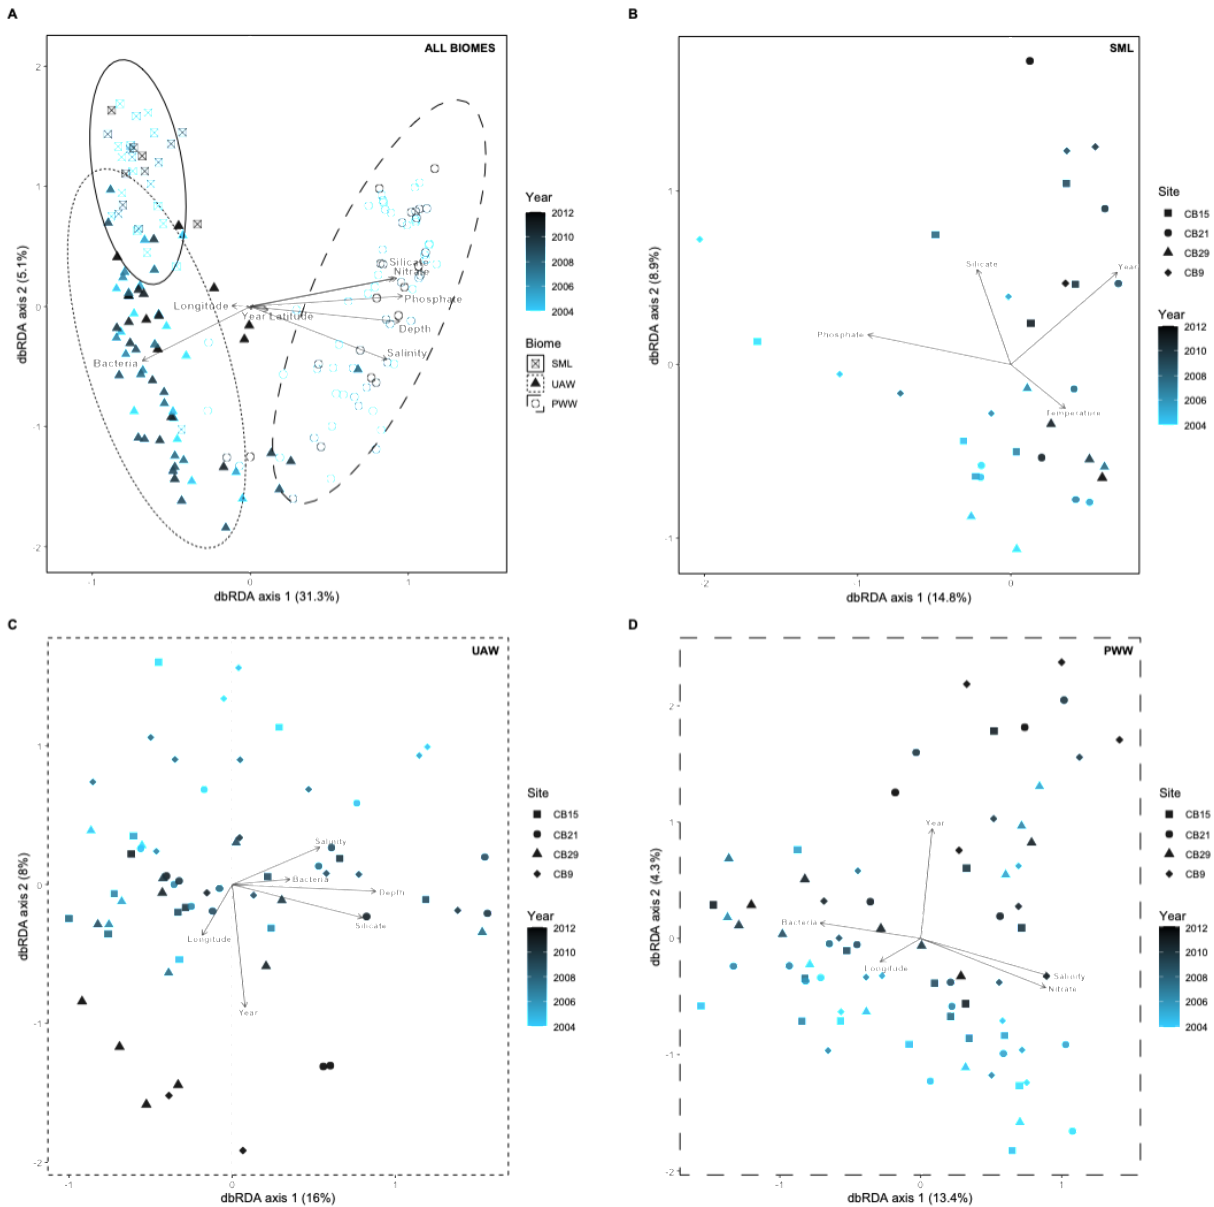 A
ALL BIOMES
2
1
0
-1
-2
-1
0
1
dbRDA axis 2 (5.1%)
dbRDA axis 1 (31.3%)
Silicate
Nitrate
Phosphate
Depth
Salinity
Longitude
Year Latitude
Bacteria
Year
2012
2010
2008
2006
2004
Biome
SML
UAW
PWW
B
SML
1
0
-1
-2
-1
0
dbRDA axis 2 (8.9%)
dbRDA axis 1 (14.8%)
Silicate
Year
Phosphate
Temperature
Site
CB15
CB21
CB29
CB9
Year
2012
2010
2008
2006
2004
C
UAW
1
0
-1
-2
-1
0
1
dbRDA axis 2 (8%)
dbRDA axis 1 (16%)
Salinity
Bacteria
Depth
Silicate
Longitude
Year
Site
CB15
CB21
CB29
CB9
Year
2012
2010
2008
2006
2004
D
PWW
2
1
0
-1
-2
-1
0
1
dbRDA axis 2 (4.3%)
dbRDA axis 1 (13.4%)
Year
Bacteria
Longitude
Salinity
Nitrate
Site
CB15
CB21
CB29
CB9
Year
2012
2010
2008
2006
2004